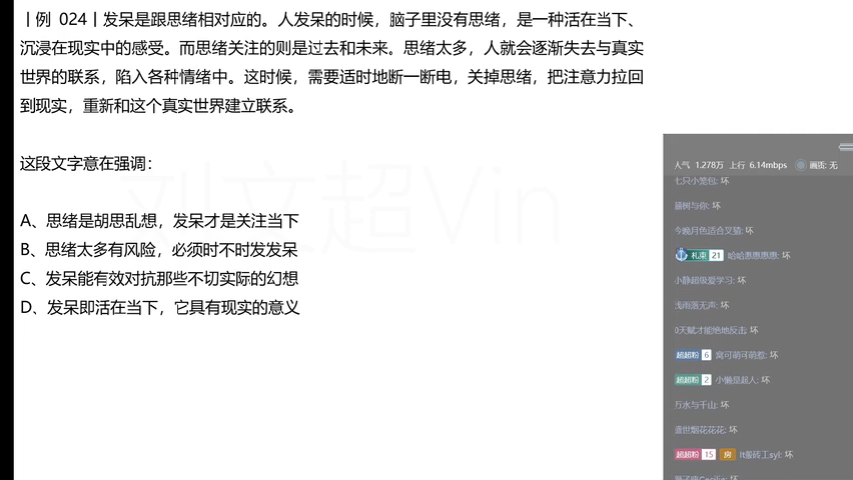 丨例 024丨发呆是跟思绪相对应的。人发呆的时候，脑子里没有思绪，是一种活在当下、
沉浸在现实中的感受。而思绪关注的则是过去和未来。思绪太多，人就会逐渐失去与真实
世界的联系，陷入各种情绪中。这时候，需要适时地断一断电，关掉思绪，把注意力拉回
到现实，重新和这个真实世界建立联系。
这段文字意在强调：
A、思绪是胡思乱想，发呆才是关注当下
B、思绪太多有风险，必须时不时发发呆
C、发呆能有效对抗那些不切实际的幻想
D、发呆即活在当下，它具有现实的意义
刘文超Vin
人气 1.278万 上行 6.14mbps 画质: 无
七只小笼包: 坏
猫树与你: 坏
今晚月色适合叉猹: 坏
札束 21 哈哈惠惠惠惠: 坏
小静超级爱学习: 坏
浅雨落无声: 坏
天赋才能绝地反击: 坏
超超粉 6 窝可萌可萌惹: 坏
超超粉 2 小懒是超人: 坏
万水与千山: 坏
盛世烟花花花: 坏
超超粉 15 房 It搬砖工syl: 坏